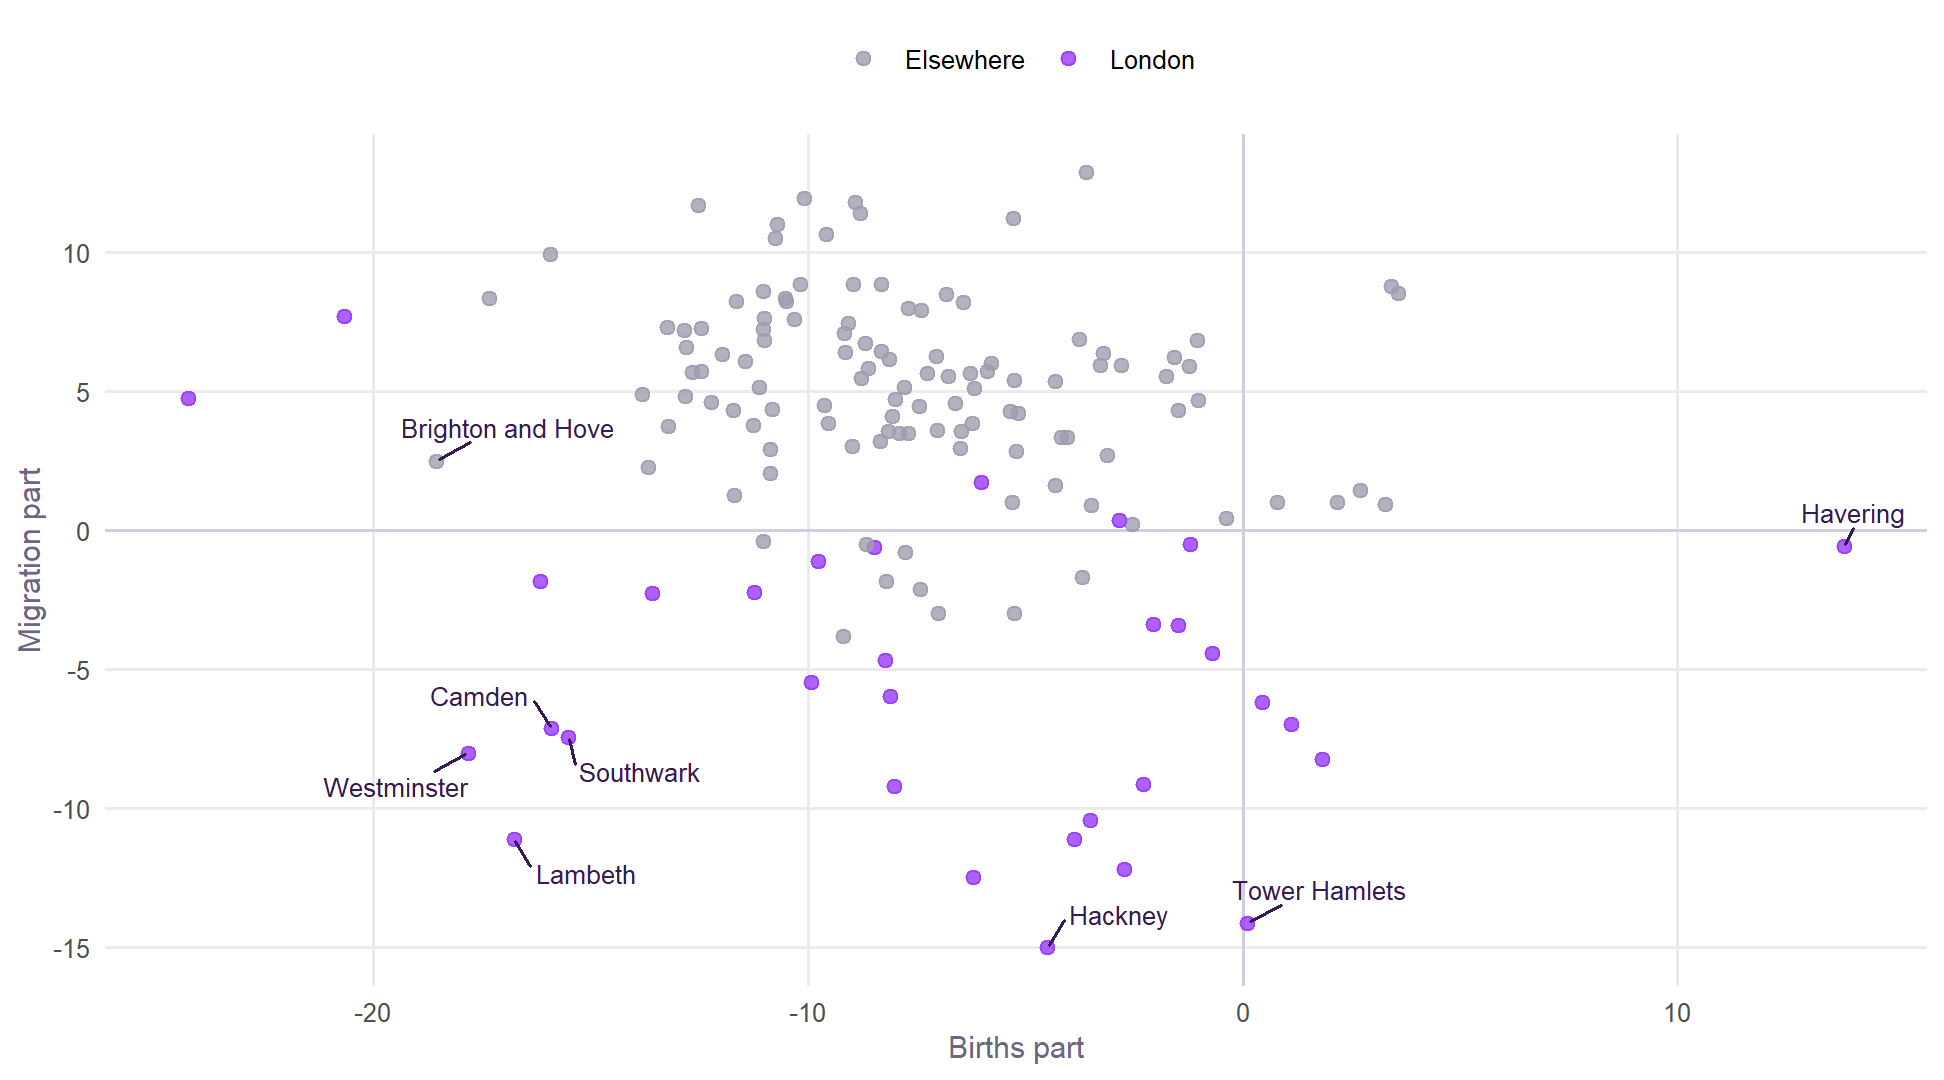 Elsewhere London
10
5
Brighton and Hove
0
Havering
-5
Camden
Southwark
Westminster
-10
Lambeth
Tower Hamlets
Hackney
-15
-20 -10 0 10
Births part
Migration part